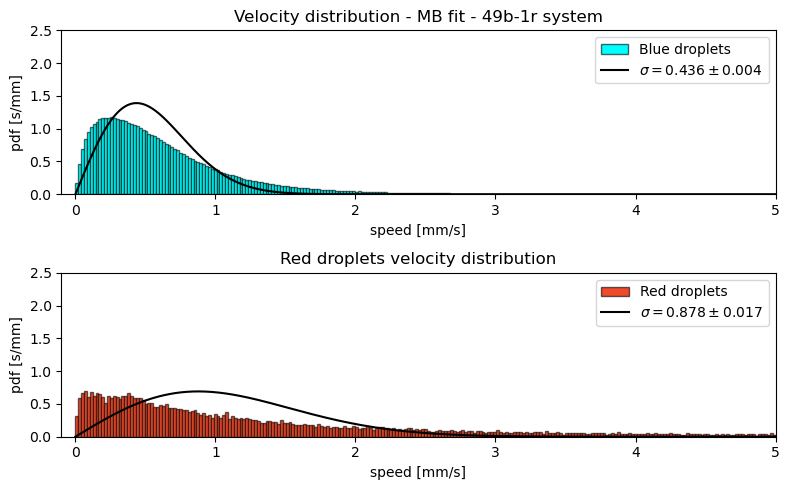 Velocity distribution - MB fit - 49b-1r system
2.5
2.0
1.5
1.0
0.5
0.0
pdf [s/mm]
Blue droplets
σ = 0.436 ± 0.004
0 1 2 3 4 5
speed [mm/s]
Red droplets velocity distribution
2.5
2.0
1.5
1.0
0.5
0.0
pdf [s/mm]
Red droplets
σ = 0.878 ± 0.017
0 1 2 3 4 5
speed [mm/s]